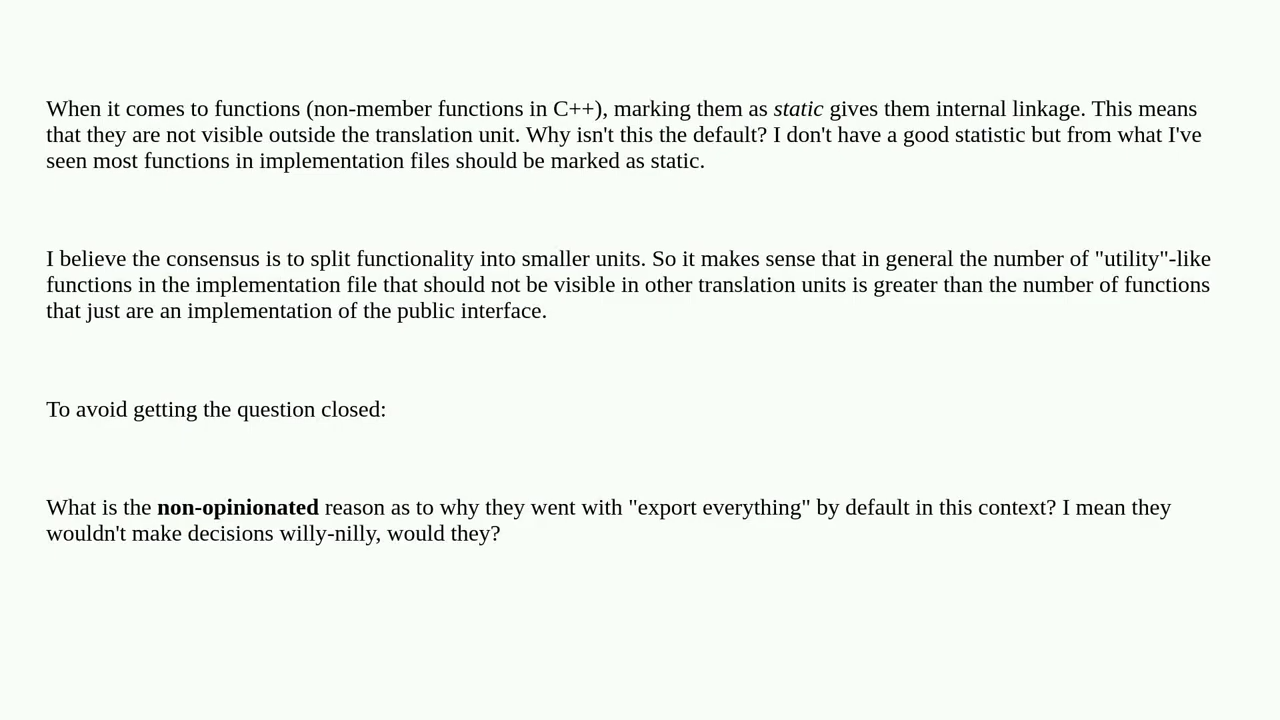 When it comes to functions (non-member functions in C++), marking them as static gives them internal linkage. This means
that they are not visible outside the translation unit. Why isn't this the default? I don't have a good statistic but from what I've
seen most functions in implementation files should be marked as static.
I believe the consensus is to split functionality into smaller units. So it makes sense that in general the number of "utility"-like
functions in the implementation file that should not be visible in other translation units is greater than the number of functions
that just are an implementation of the public interface.
To avoid getting the question closed:
What is the non-opinionated reason as to why they went with "export everything" by default in this context? I mean they
wouldn't make decisions willy-nilly, would they?